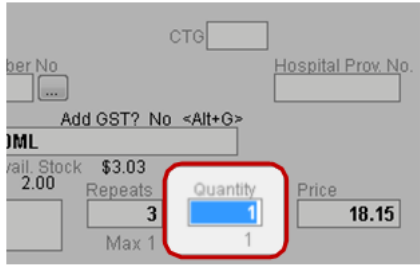 CTG
ber No Hospital Prov. No.
...
Add GST? No <Alt+G>
0ML
vail. Stock $3.03
2.00 Repeats Quantity Price
3 1 18.15
Max 1 1